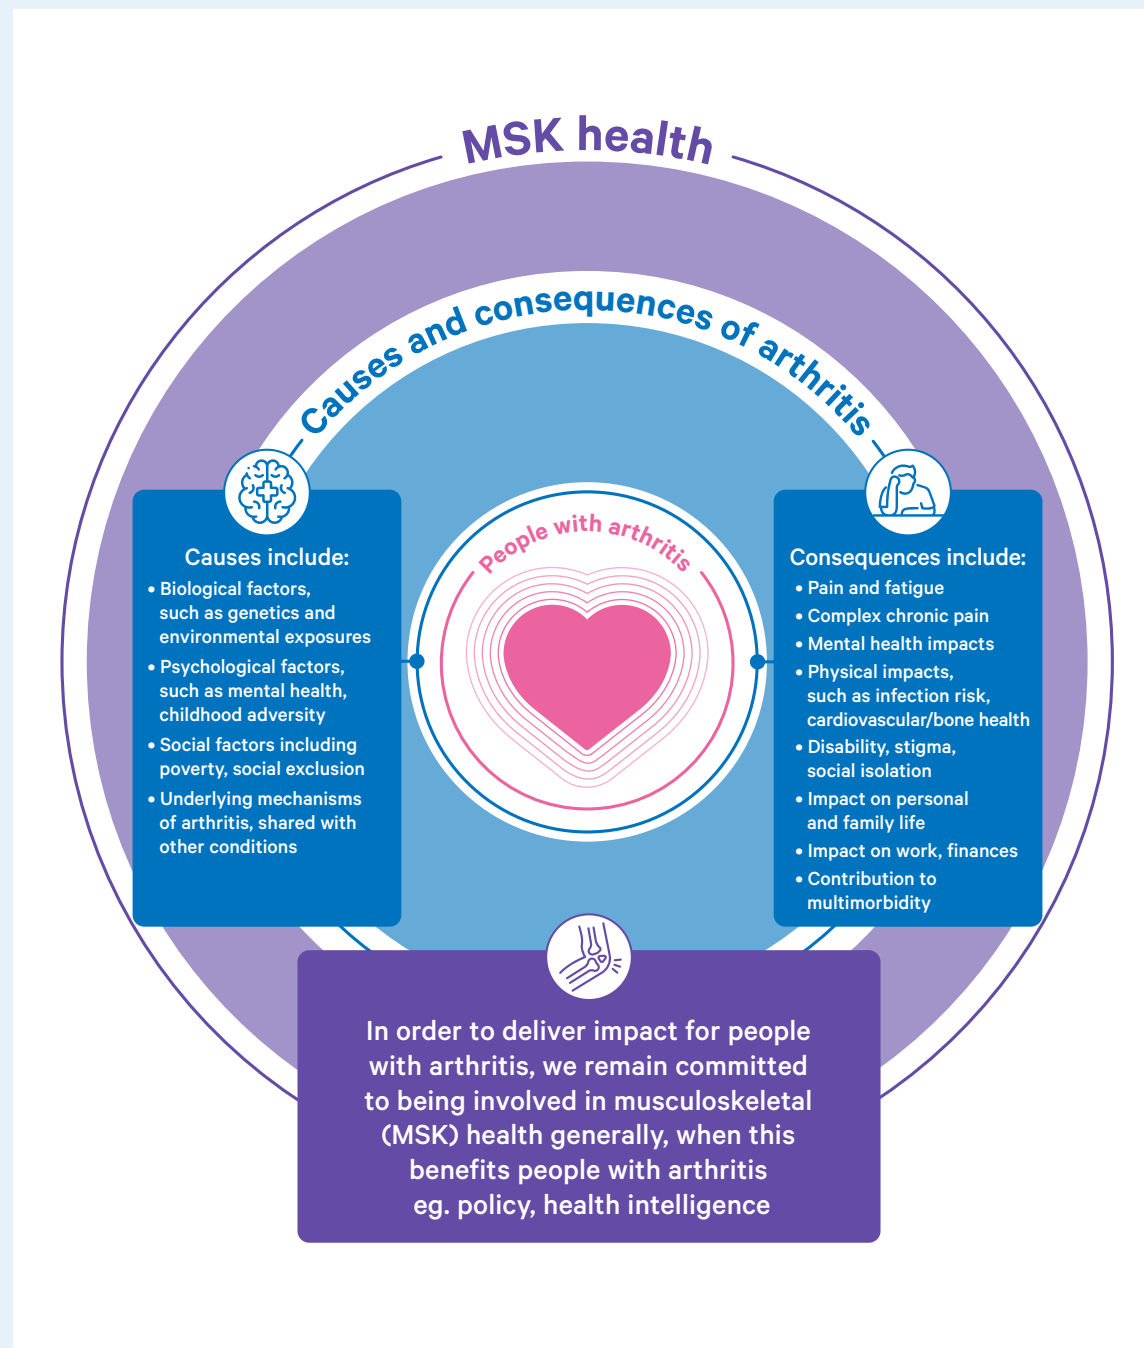 MSK health
Causes and consequences of arthritis
People with arthritis
Causes include:
• Biological factors,
such as genetics and
environmental exposures
• Psychological factors,
such as mental health,
childhood adversity
• Social factors including
poverty, social exclusion
• Underlying mechanisms
of arthritis, shared with
other conditions
Consequences include:
• Pain and fatigue
• Complex chronic pain
• Mental health impacts
• Physical impacts,
such as infection risk,
cardiovascular/bone health
• Disability, stigma,
social isolation
• Impact on personal
and family life
• Impact on work, finances
• Contribution to
multimorbidity
In order to deliver impact for people
with arthritis, we remain committed
to being involved in musculoskeletal
(MSK) health generally, when this
benefits people with arthritis
eg. policy, health intelligence